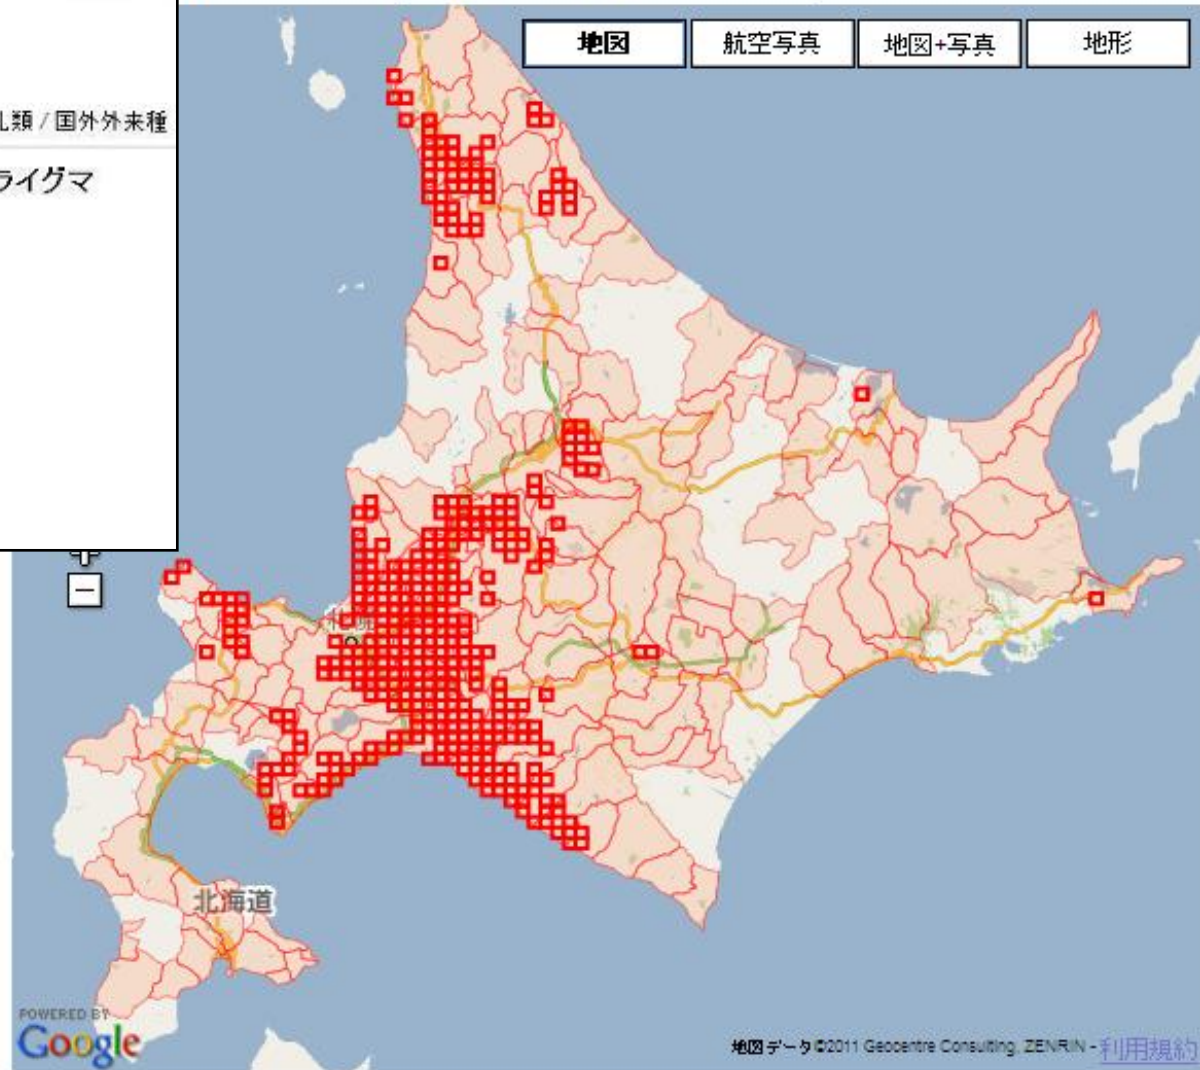 地図 航空写真 地図+写真 地形
類 / 国外外来種
ライグマ
北海道
POWERED BY
Google
地図データ©2011 Geocentre Consulting, ZENRIN - 利用規約